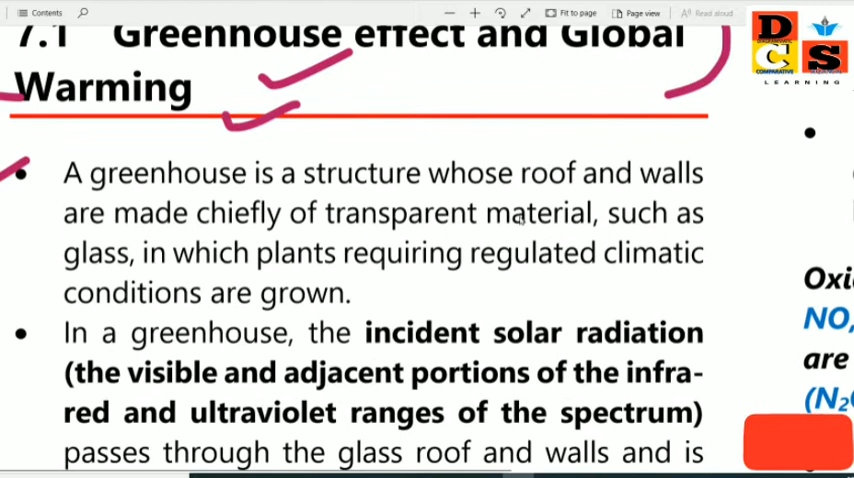 Contents
Fit to page
Page view
Read aloud
7.1 Greenhouse effect and Global
Warming
D
C S
COMPARATIVE
LEARNING
• A greenhouse is a structure whose roof and walls
are made chiefly of transparent material, such as
glass, in which plants requiring regulated climatic
conditions are grown.
• In a greenhouse, the incident solar radiation
(the visible and adjacent portions of the infra-
red and ultraviolet ranges of the spectrum)
passes through the glass roof and walls and is
•
NO,
are
(N₂